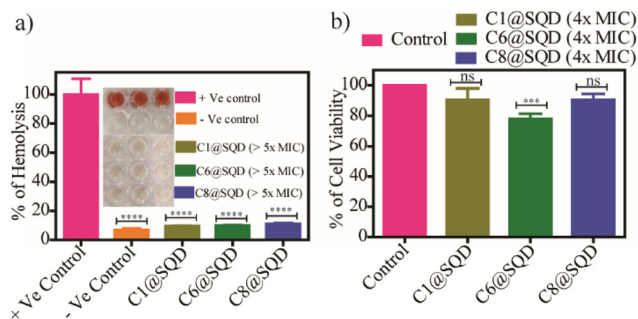 a)
% of Hemolysis
100
80
60
40
20
0
+ Ve control
- Ve control
C1@SQD (> 5x MIC)
C6@SQD (> 5x MIC)
C8@SQD (> 5x MIC)
****
****
****
****
+ Ve Control
- Ve Control
C1@SQD
C6@SQD
C8@SQD
b)
Control
C1@SQD (4x MIC)
C6@SQD (4x MIC)
C8@SQD (4x MIC)
% of Cell Viability
100
80
60
40
20
0
ns
***
ns
Control
C1@SQD
C6@SQD
C8@SQD